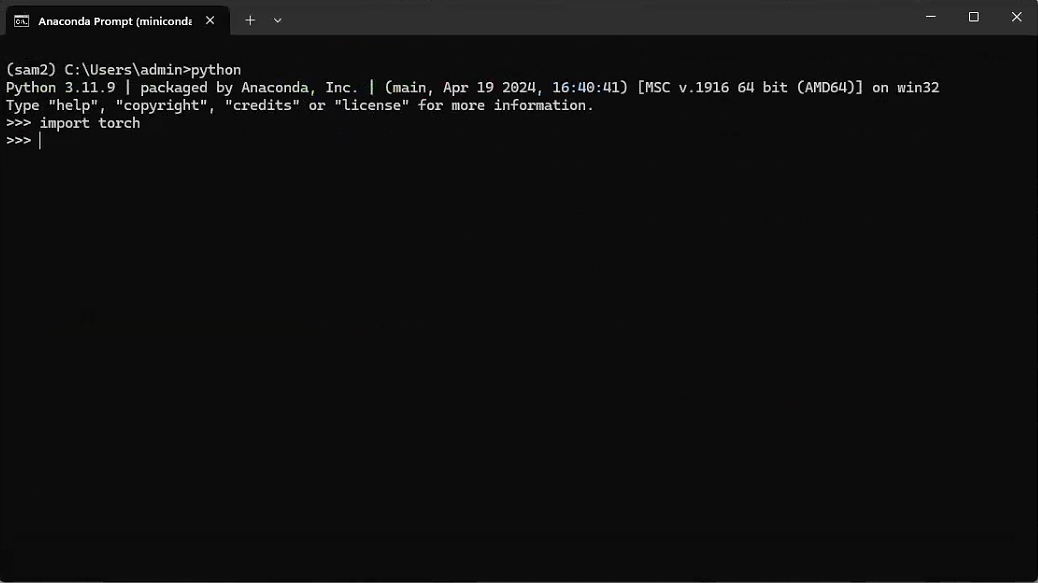 Anaconda Prompt (miniconda
(sam2) C:\Users\admin>python
Python 3.11.9 | packaged by Anaconda, Inc. | (main, Apr 19 2024, 16:40:41) [MSC v.1916 64 bit (AMD64)] on win32
Type "help", "copyright", "credits" or "license" for more information.
>>> import torch
>>>